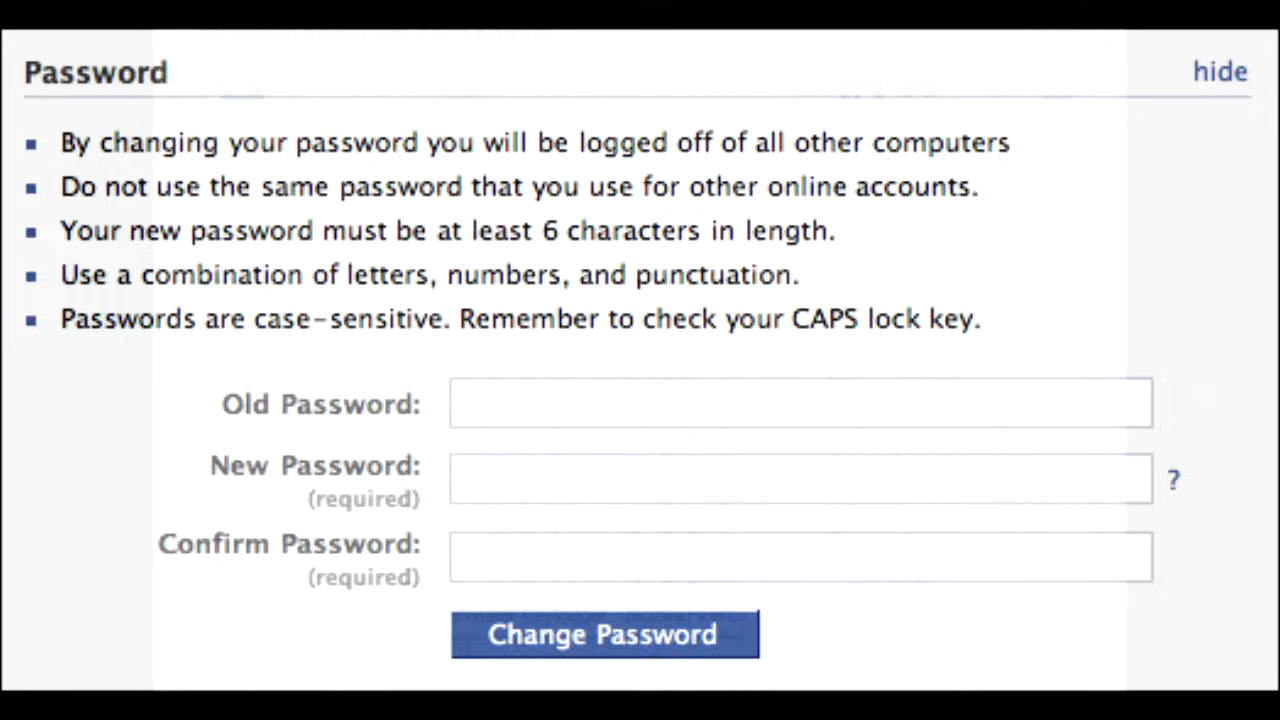 Password
hide
By changing your password you will be logged off of all other computers
Do not use the same password that you use for other online accounts.
Your new password must be at least 6 characters in length.
Use a combination of letters, numbers, and punctuation.
Passwords are case-sensitive. Remember to check your CAPS lock key.
Old Password:
New Password:
(required)
?
Confirm Password:
(required)
Change Password